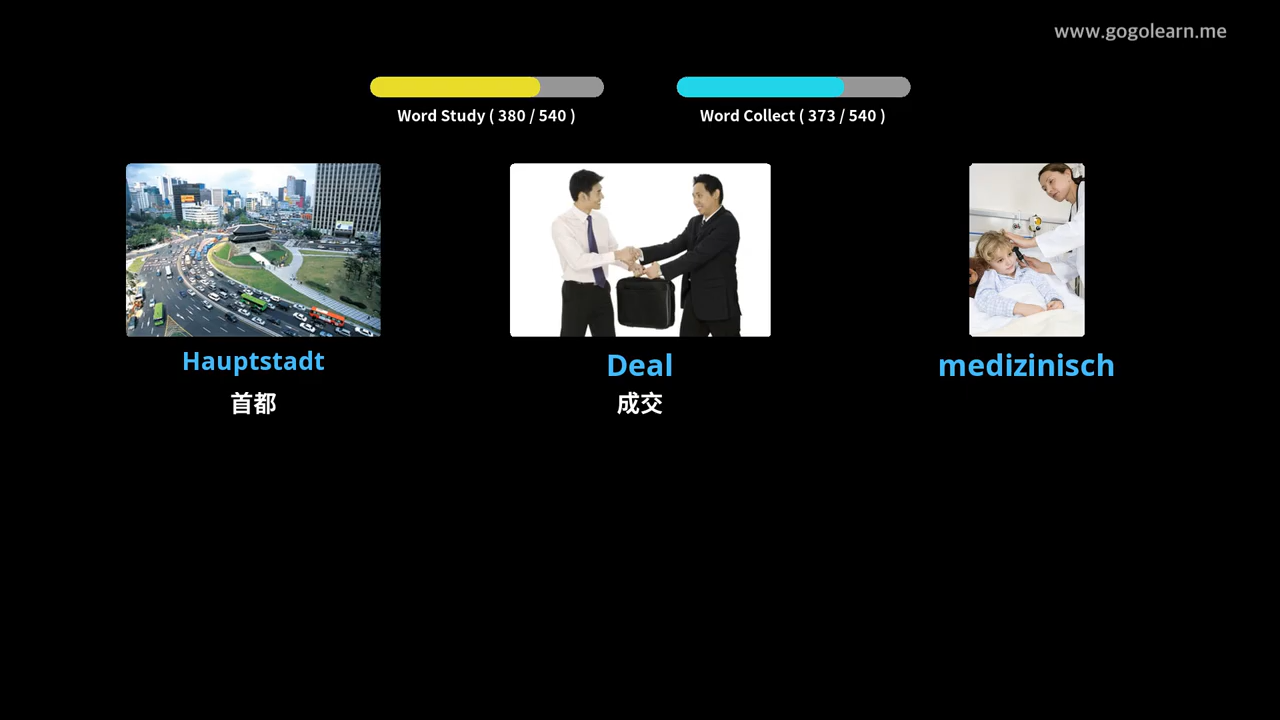 www.gogolearn.me
Word Study ( 380 / 540 )
Word Collect ( 373 / 540 )
Hauptstadt
首都
Deal
成交
medizinisch